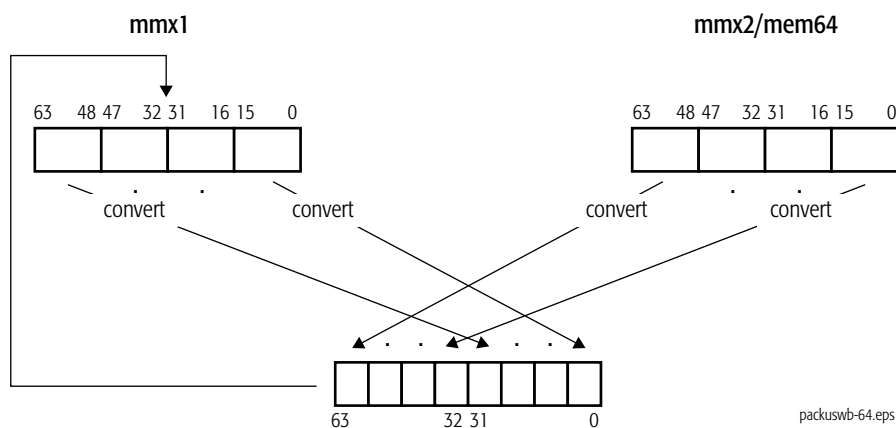 mmx1 mmx2/mem64
63 48 47 32 31 16 15 0 63 48 47 32 31 16 15 0
convert convert convert convert
63 32 31 0
packuswb-64.eps